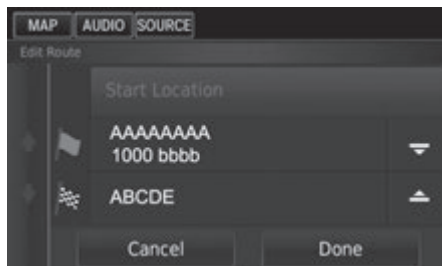 MAP AUDIO SOURCE
Edit Route
Start Location
AAAAAAAA
1000 bbbb
ABCDE
Cancel Done